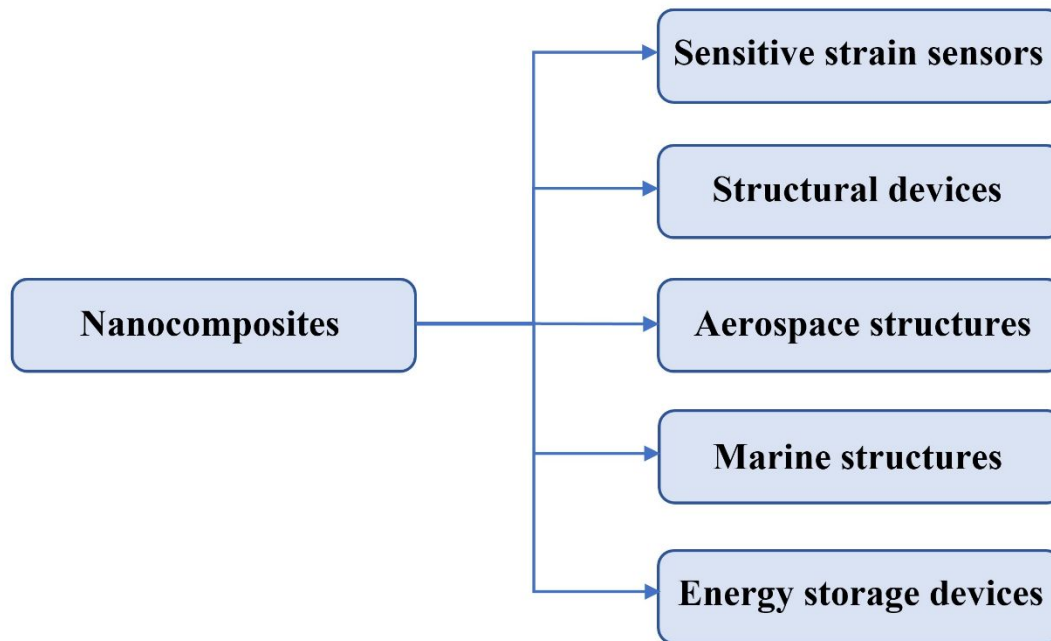 Sensitive strain sensors
Structural devices
Nanocomposites
Aerospace structures
Marine structures
Energy storage devices